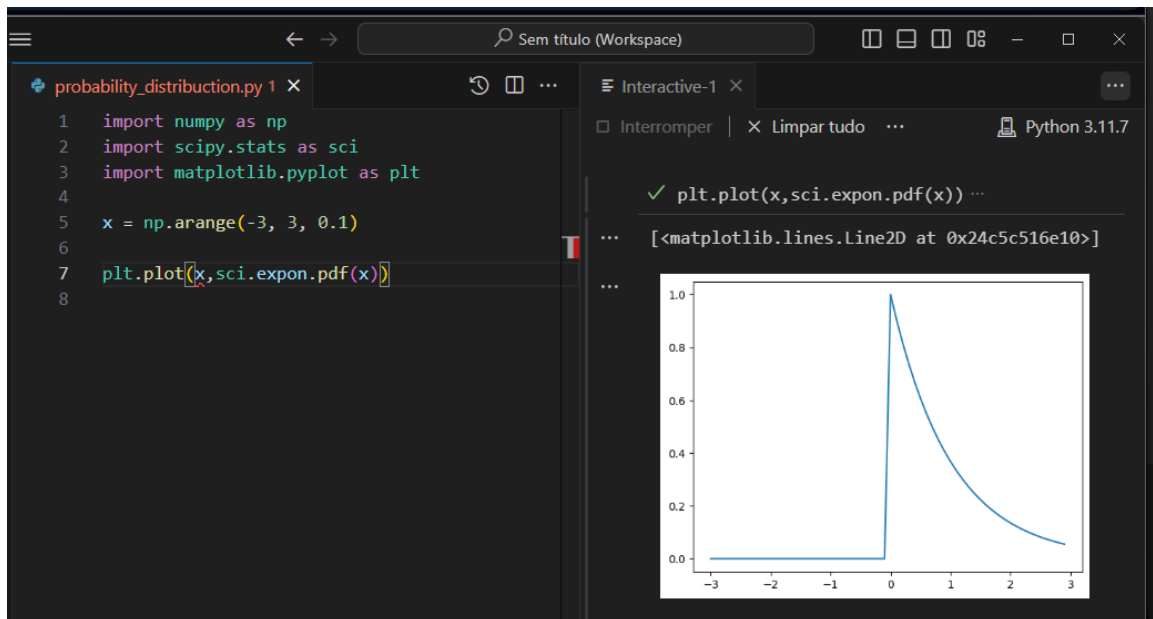 Sem título (Workspace)
probability_distribuction.py 1
1 import numpy as np
2 import scipy.stats as sci
3 import matplotlib.pyplot as plt
4
5 x = np.arange(-3, 3, 0.1)
6
7 plt.plot(x,sci.expon.pdf(x))
8
Interactive-1
Interromper | Limpar tudo ... Python 3.11.7
plt.plot(x,sci.expon.pdf(x)) ...
[<matplotlib.lines.Line2D at 0x24c5c516e10>]
1.0
0.8
0.6
0.4
0.2
0.0
−3 −2 −1 0 1 2 3